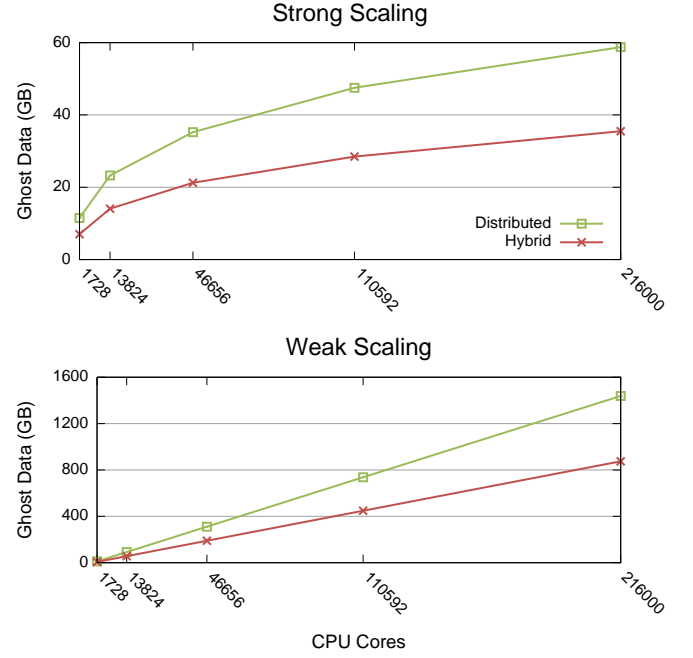 Strong Scaling
Ghost Data (GB)
60
40
20
0
Distributed
Hybrid
1728
13824
46656
110592
216000
Weak Scaling
Ghost Data (GB)
1600
1200
800
400
0
1728
13824
46656
110592
216000
CPU Cores